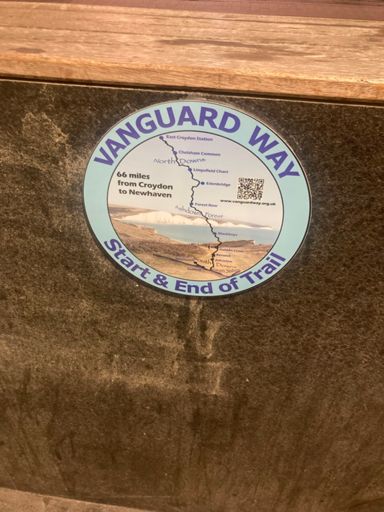 VANGUARD WAY
East Croydon Station
Chelsham Common
North Downs
Limpsfield Chart
66 miles
from Croydon
to Newhaven
Edenbridge
www.vanguardway.org.uk
Forest Row
Ashdown Forest
Blackboys
Start & End of Trail